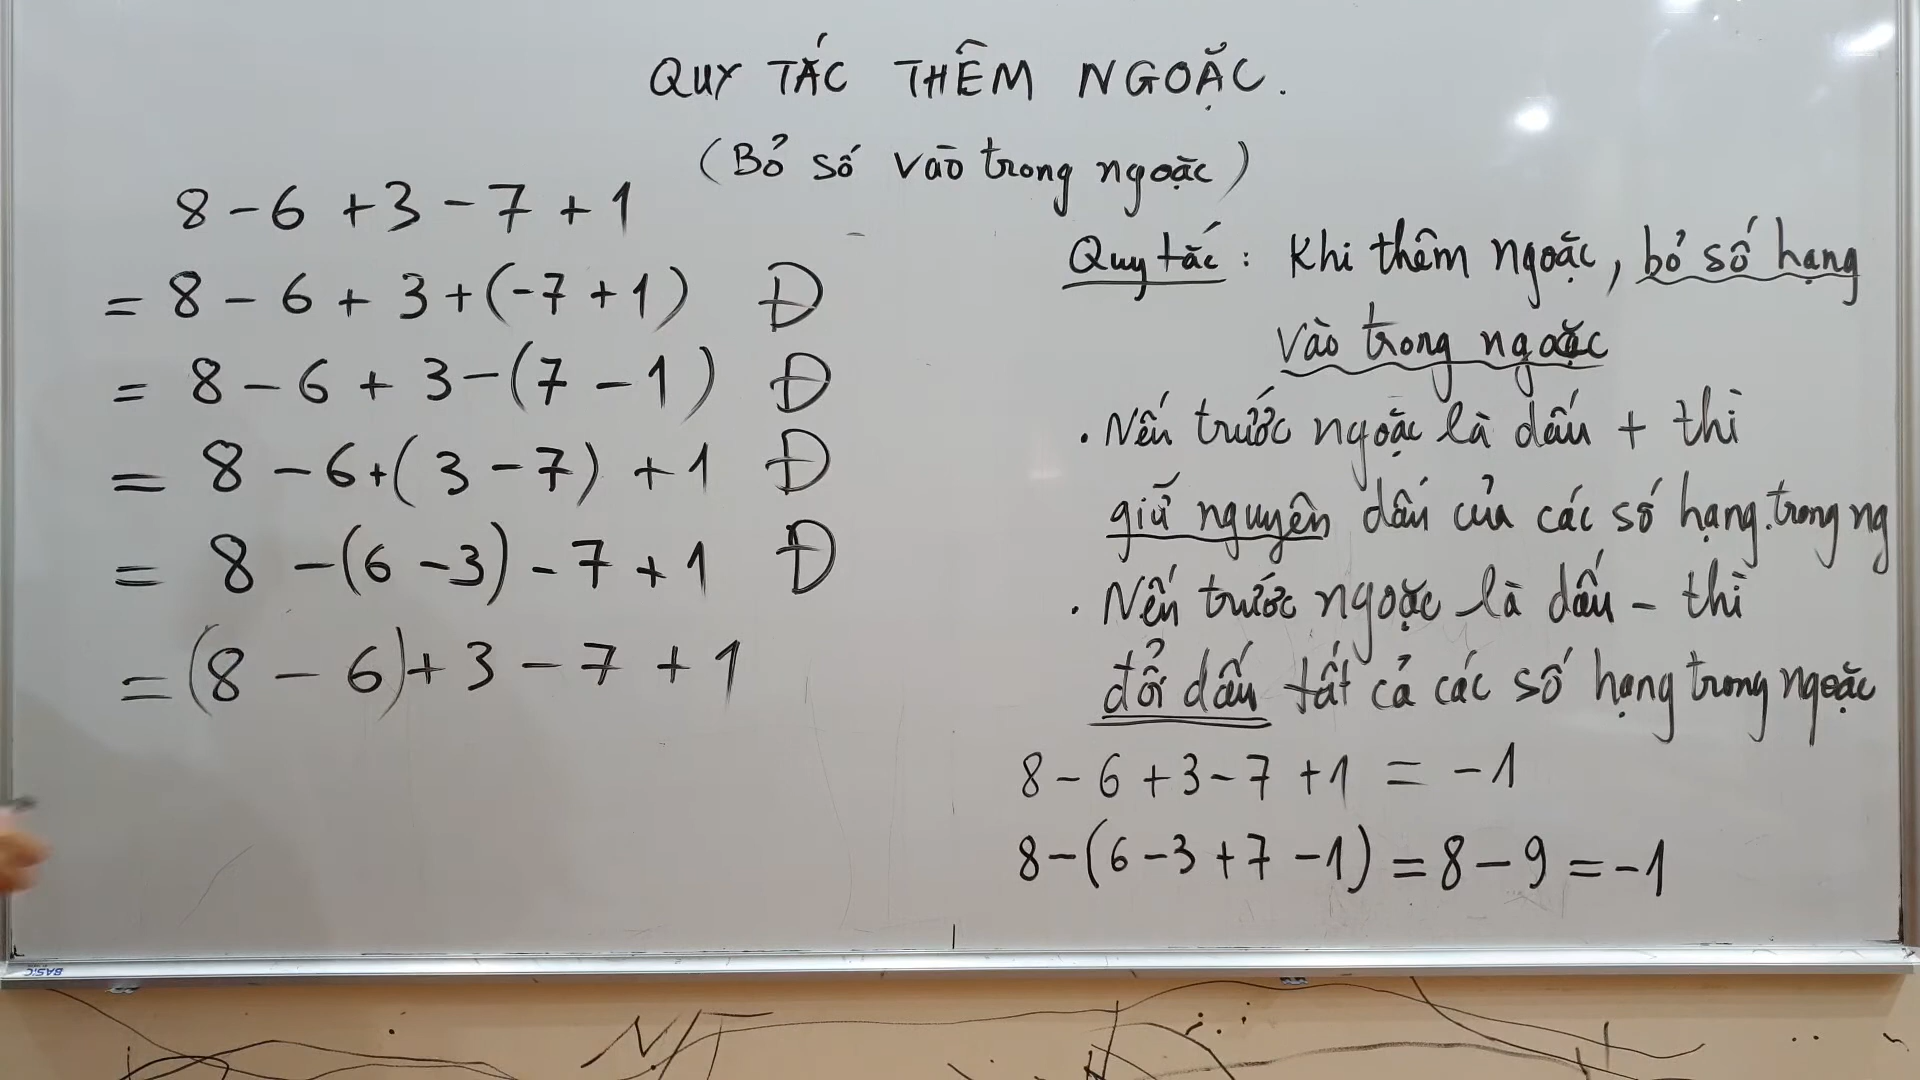 QUY TẮC THÊM NGOẶC.
(Bỏ số vào trong ngoặc)
8 - 6 + 3 - 7 + 1
= 8 - 6 + 3 + (-7 + 1) Đ
= 8 - 6 + 3 - (7 - 1) Đ
= 8 - 6 + (3 - 7) + 1 Đ
= 8 - (6 - 3) - 7 + 1 Đ
= (8 - 6) + 3 - 7 + 1
Quy tắc : Khi thêm ngoặc, bỏ số hạng
vào trong ngoặc
. Nếu trước ngoặc là dấu + thì
giữ nguyên dấu của các số hạng trong ng
. Nếu trước ngoặc là dấu - thì
đổi dấu tất cả các số hạng trong ngoặc
8 - 6 + 3 - 7 + 1 = -1
8 - (6 - 3 + 7 - 1) = 8 - 9 = -1
BASIC